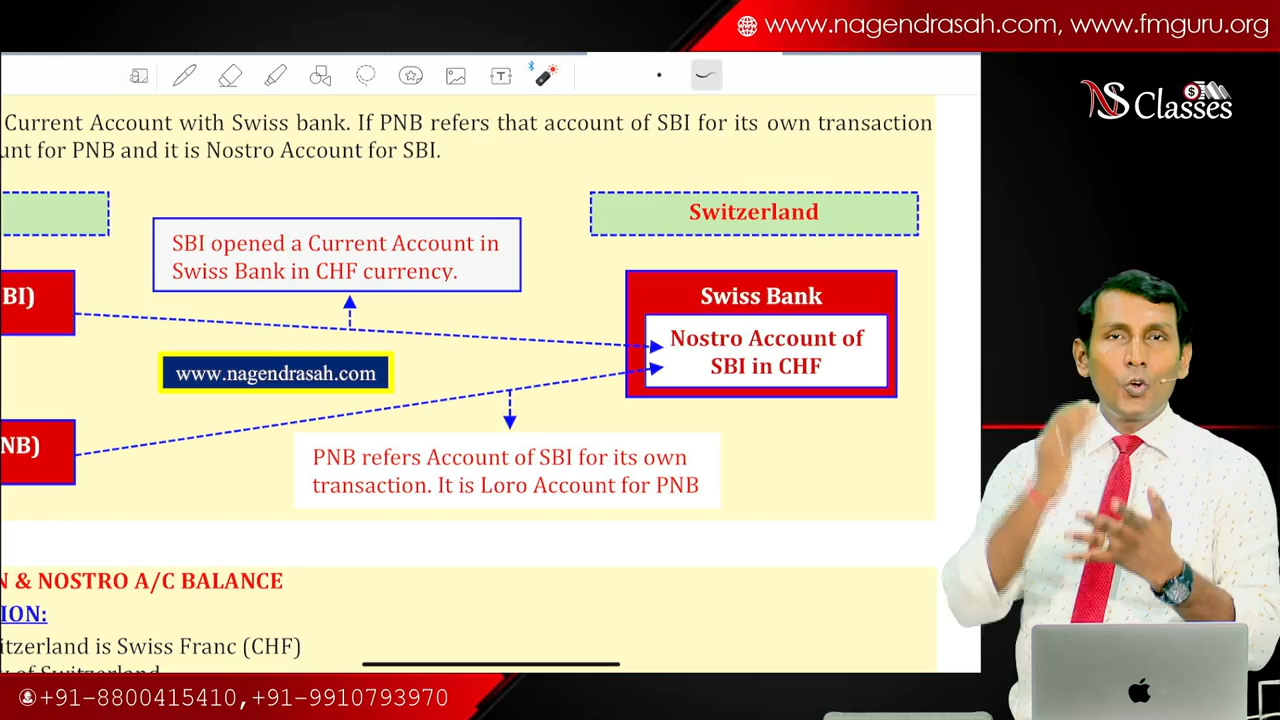 www.nagendrasah.com, www.fmguru.org
NS Classes
Current Account with Swiss bank. If PNB refers that account of SBI for its own transaction
unt for PNB and it is Nostro Account for SBI.
Switzerland
SBI opened a Current Account in
Swiss Bank in CHF currency.
BI)
Swiss Bank
Nostro Account of
SBI in CHF
www.nagendrasah.com
NB)
PNB refers Account of SBI for its own
transaction. It is Loro Account for PNB
N & NOSTRO A/C BALANCE
ION:
itzerland is Swiss Franc (CHF)
of Switzerland
+91-8800415410,+91-9910793970